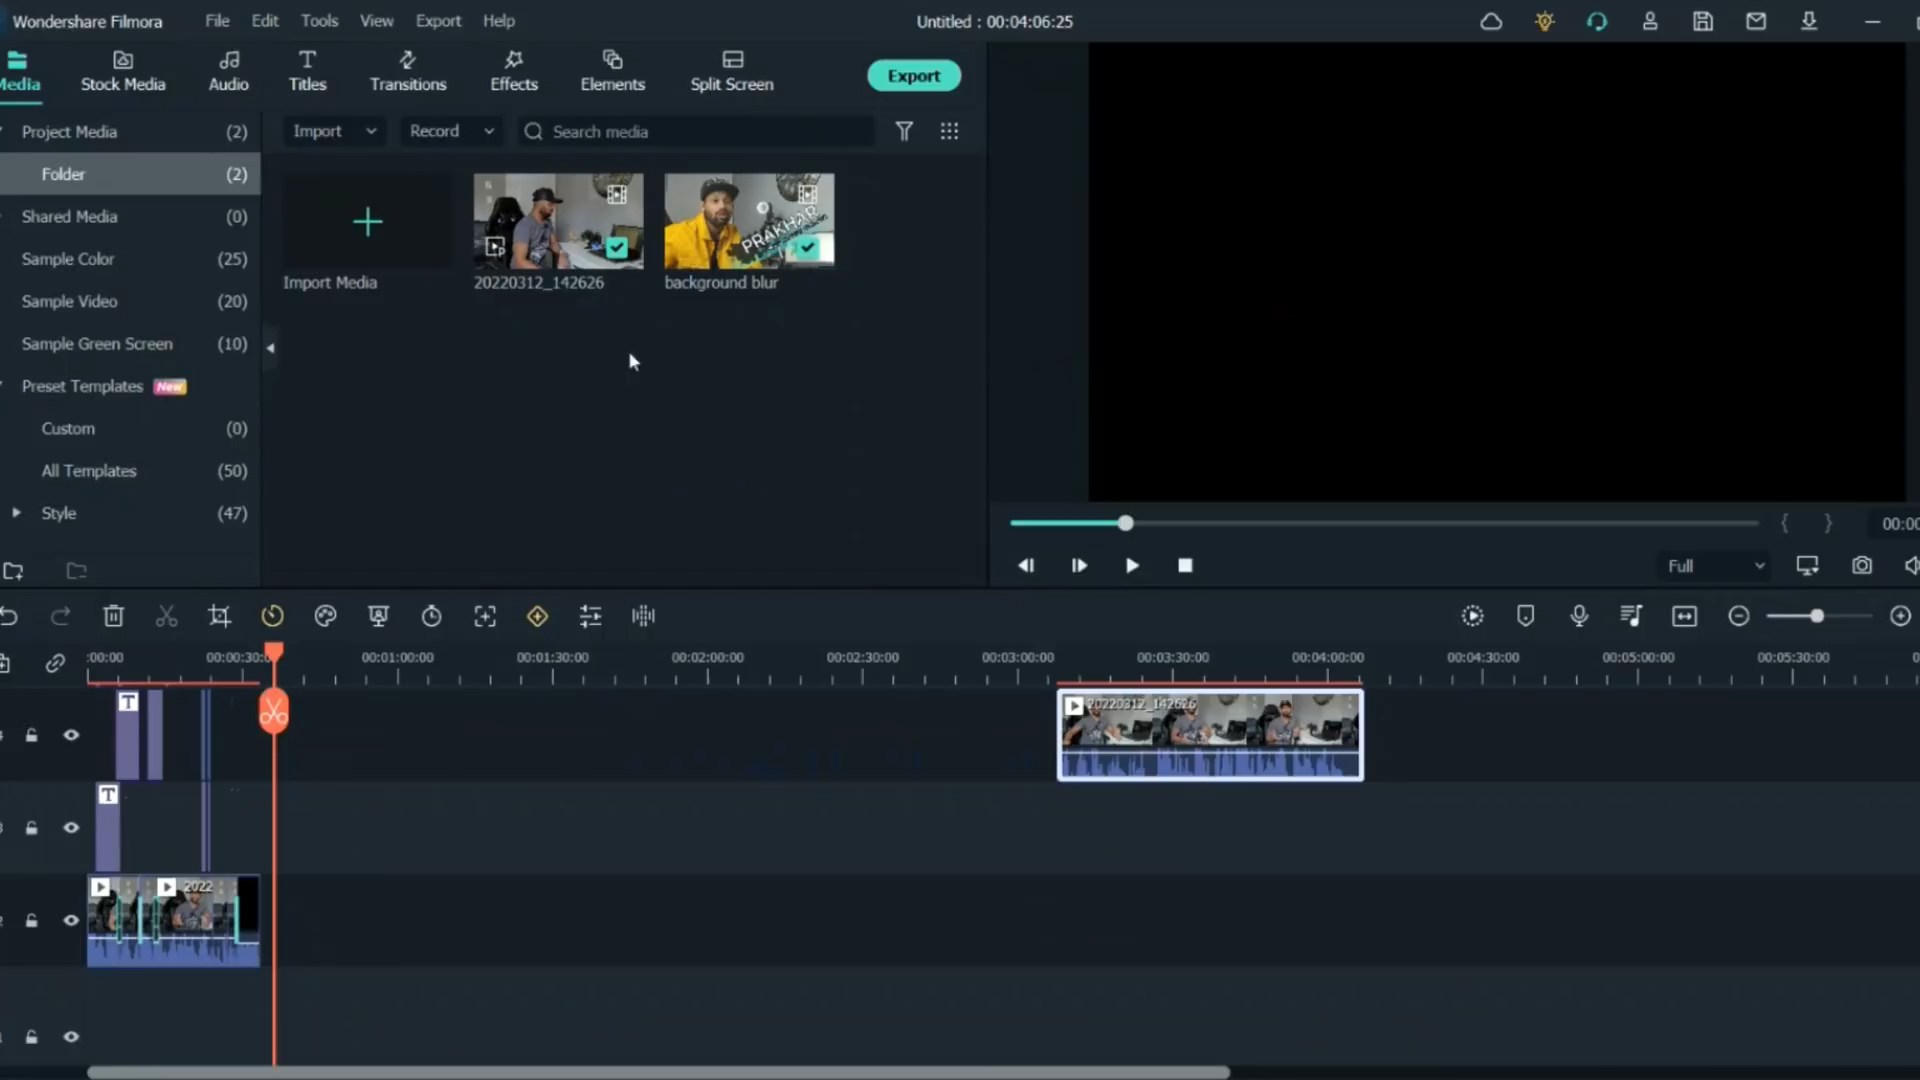 Wondershare Filmora File Edit Tools View Export Help Untitled : 00:04:06:25
Media Stock Media Audio Titles Transitions Effects Elements Split Screen Export
Project Media (2) Import Record Search media
Folder (2)
Shared Media (0)
PRAKHAR
Sample Color (25)
Import Media 20220312_142626 background blur
Sample Video (20)
Sample Green Screen (10)
Preset Templates New
Custom (0)
All Templates (50)
Style (47)
00:00
Full
:00:00 00:00:30:0 00:01:00:00 00:01:30:00 00:02:00:00 00:02:30:00 00:03:00:00 00:03:30:00 00:04:00:00 00:04:30:00 00:05:00:00 00:05:30:00
T 20220312_142626
T
2022